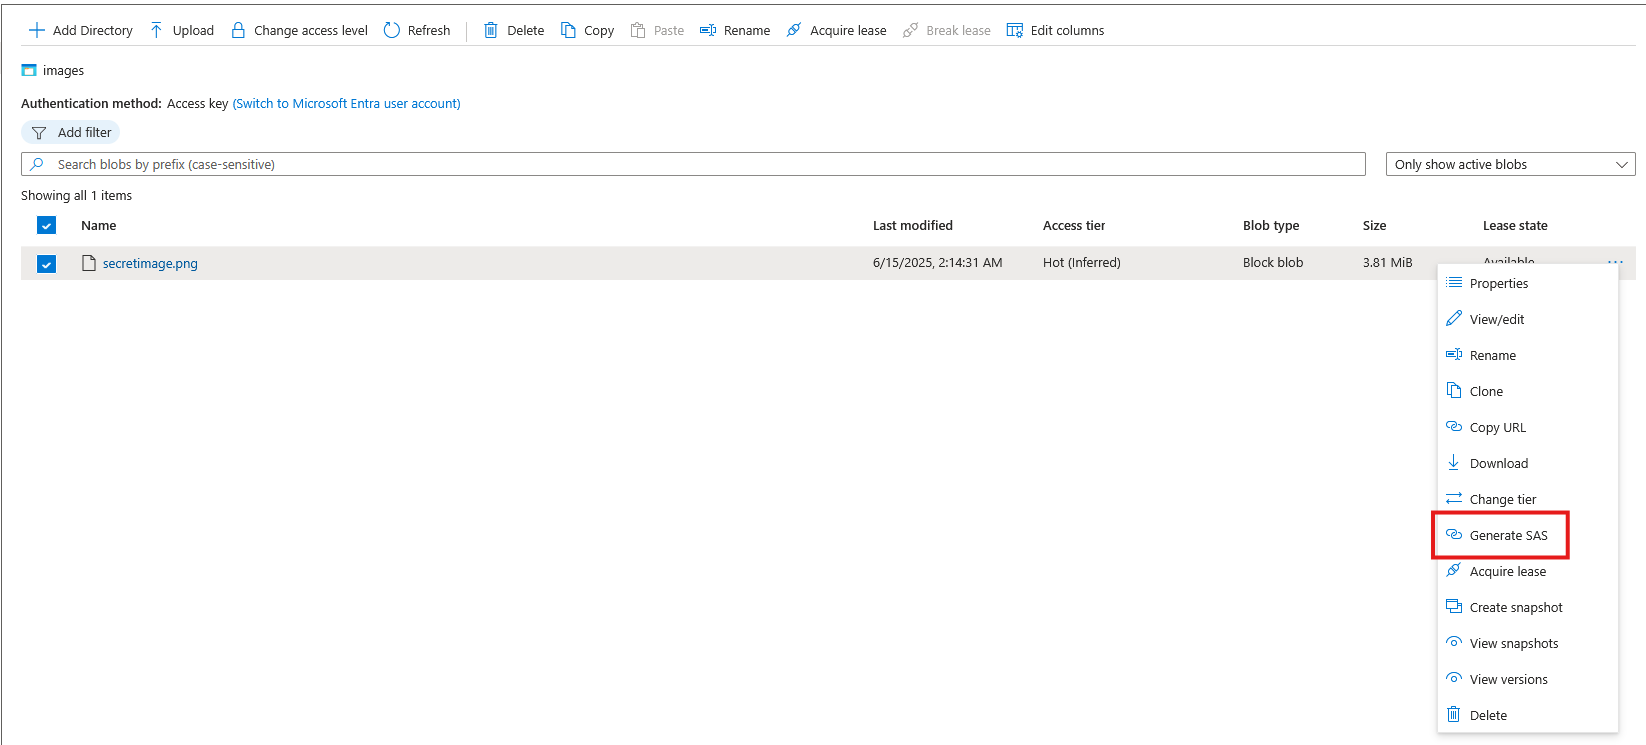 Add Directory Upload Change access level Refresh Delete Copy Paste Rename Acquire lease Break lease Edit columns
images
Authentication method: Access key (Switch to Microsoft Entra user account)
Add filter
Search blobs by prefix (case-sensitive) Only show active blobs
Showing all 1 items
Name Last modified Access tier Blob type Size Lease state
secretimage.png 6/15/2025, 2:14:31 AM Hot (Inferred) Block blob 3.81 MiB Available
Properties
View/edit
Rename
Clone
Copy URL
Download
Change tier
Generate SAS
Acquire lease
Create snapshot
View snapshots
View versions
Delete